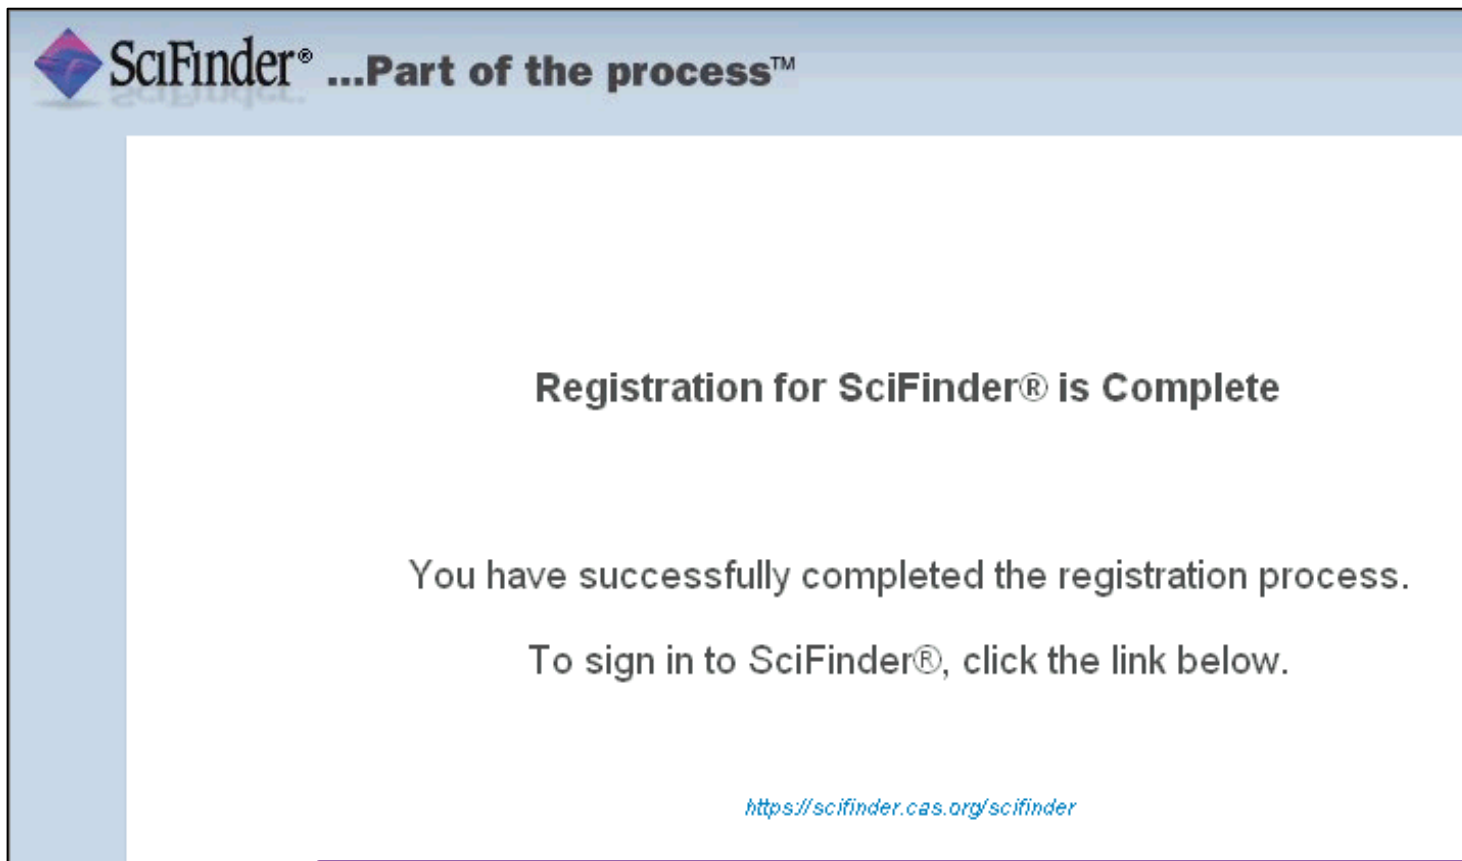 SciFinder® ...Part of the process™
Registration for SciFinder® is Complete
You have successfully completed the registration process.
To sign in to SciFinder®, click the link below.
https://scifinder.cas.org/scifinder